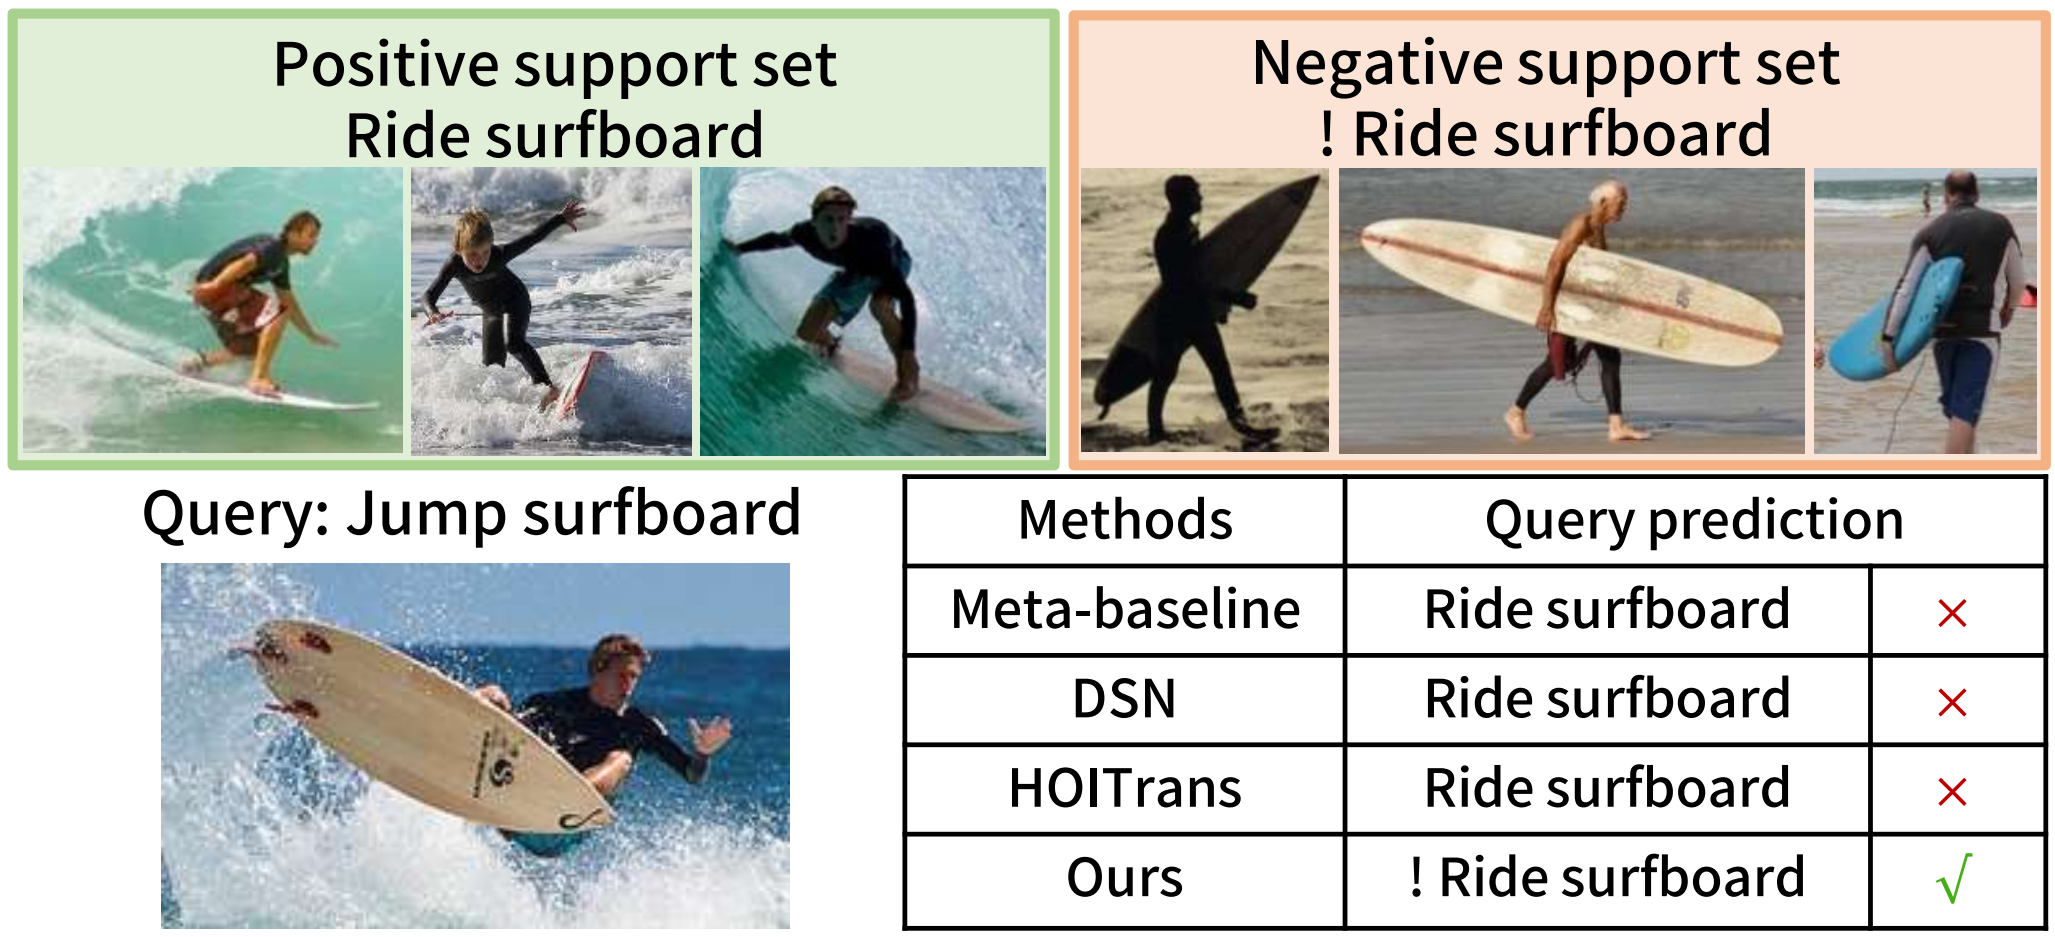 Positive support set
Ride surfboard
Negative support set
! Ride surfboard
Query: Jump surfboard
Methods Query prediction
Meta-baseline Ride surfboard ×
DSN Ride surfboard ×
HOITrans Ride surfboard ×
Ours ! Ride surfboard √